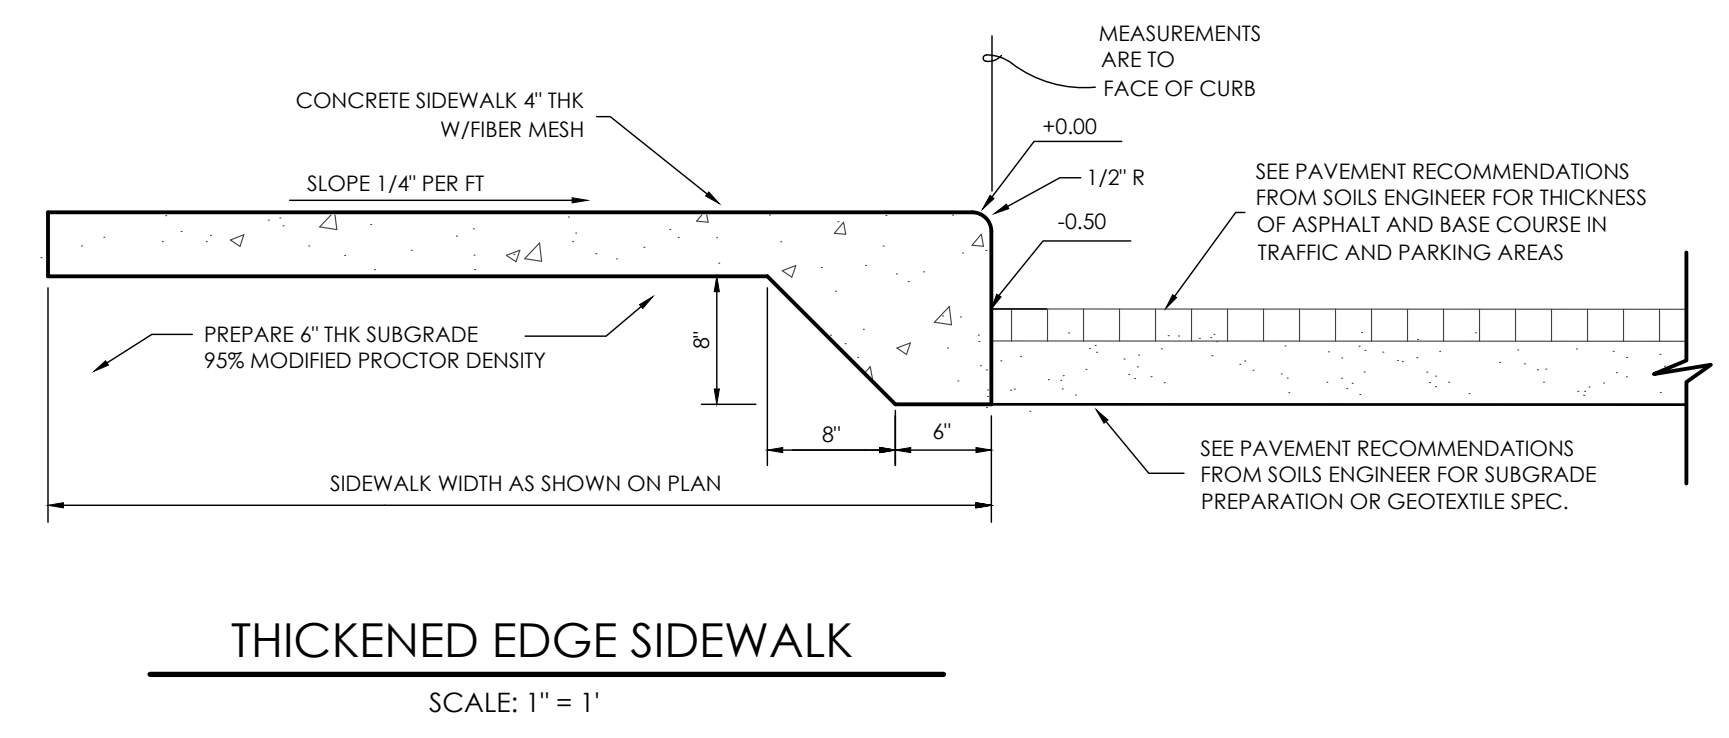 MEASUREMENTS
ARE TO
FACE OF CURB
CONCRETE SIDEWALK 4" THK
W/FIBER MESH
+0.00
SLOPE 1/4" PER FT
1/2" R
-0.50
SEE PAVEMENT RECOMMENDATIONS
FROM SOILS ENGINEER FOR THICKNESS
OF ASPHALT AND BASE COURSE IN
TRAFFIC AND PARKING AREAS
PREPARE 6" THK SUBGRADE
95% MODIFIED PROCTOR DENSITY
8"
8"
6"
SIDEWALK WIDTH AS SHOWN ON PLAN
SEE PAVEMENT RECOMMENDATIONS
FROM SOILS ENGINEER FOR SUBGRADE
PREPARATION OR GEOTEXTILE SPEC.
THICKENED EDGE SIDEWALK
SCALE: 1" = 1'